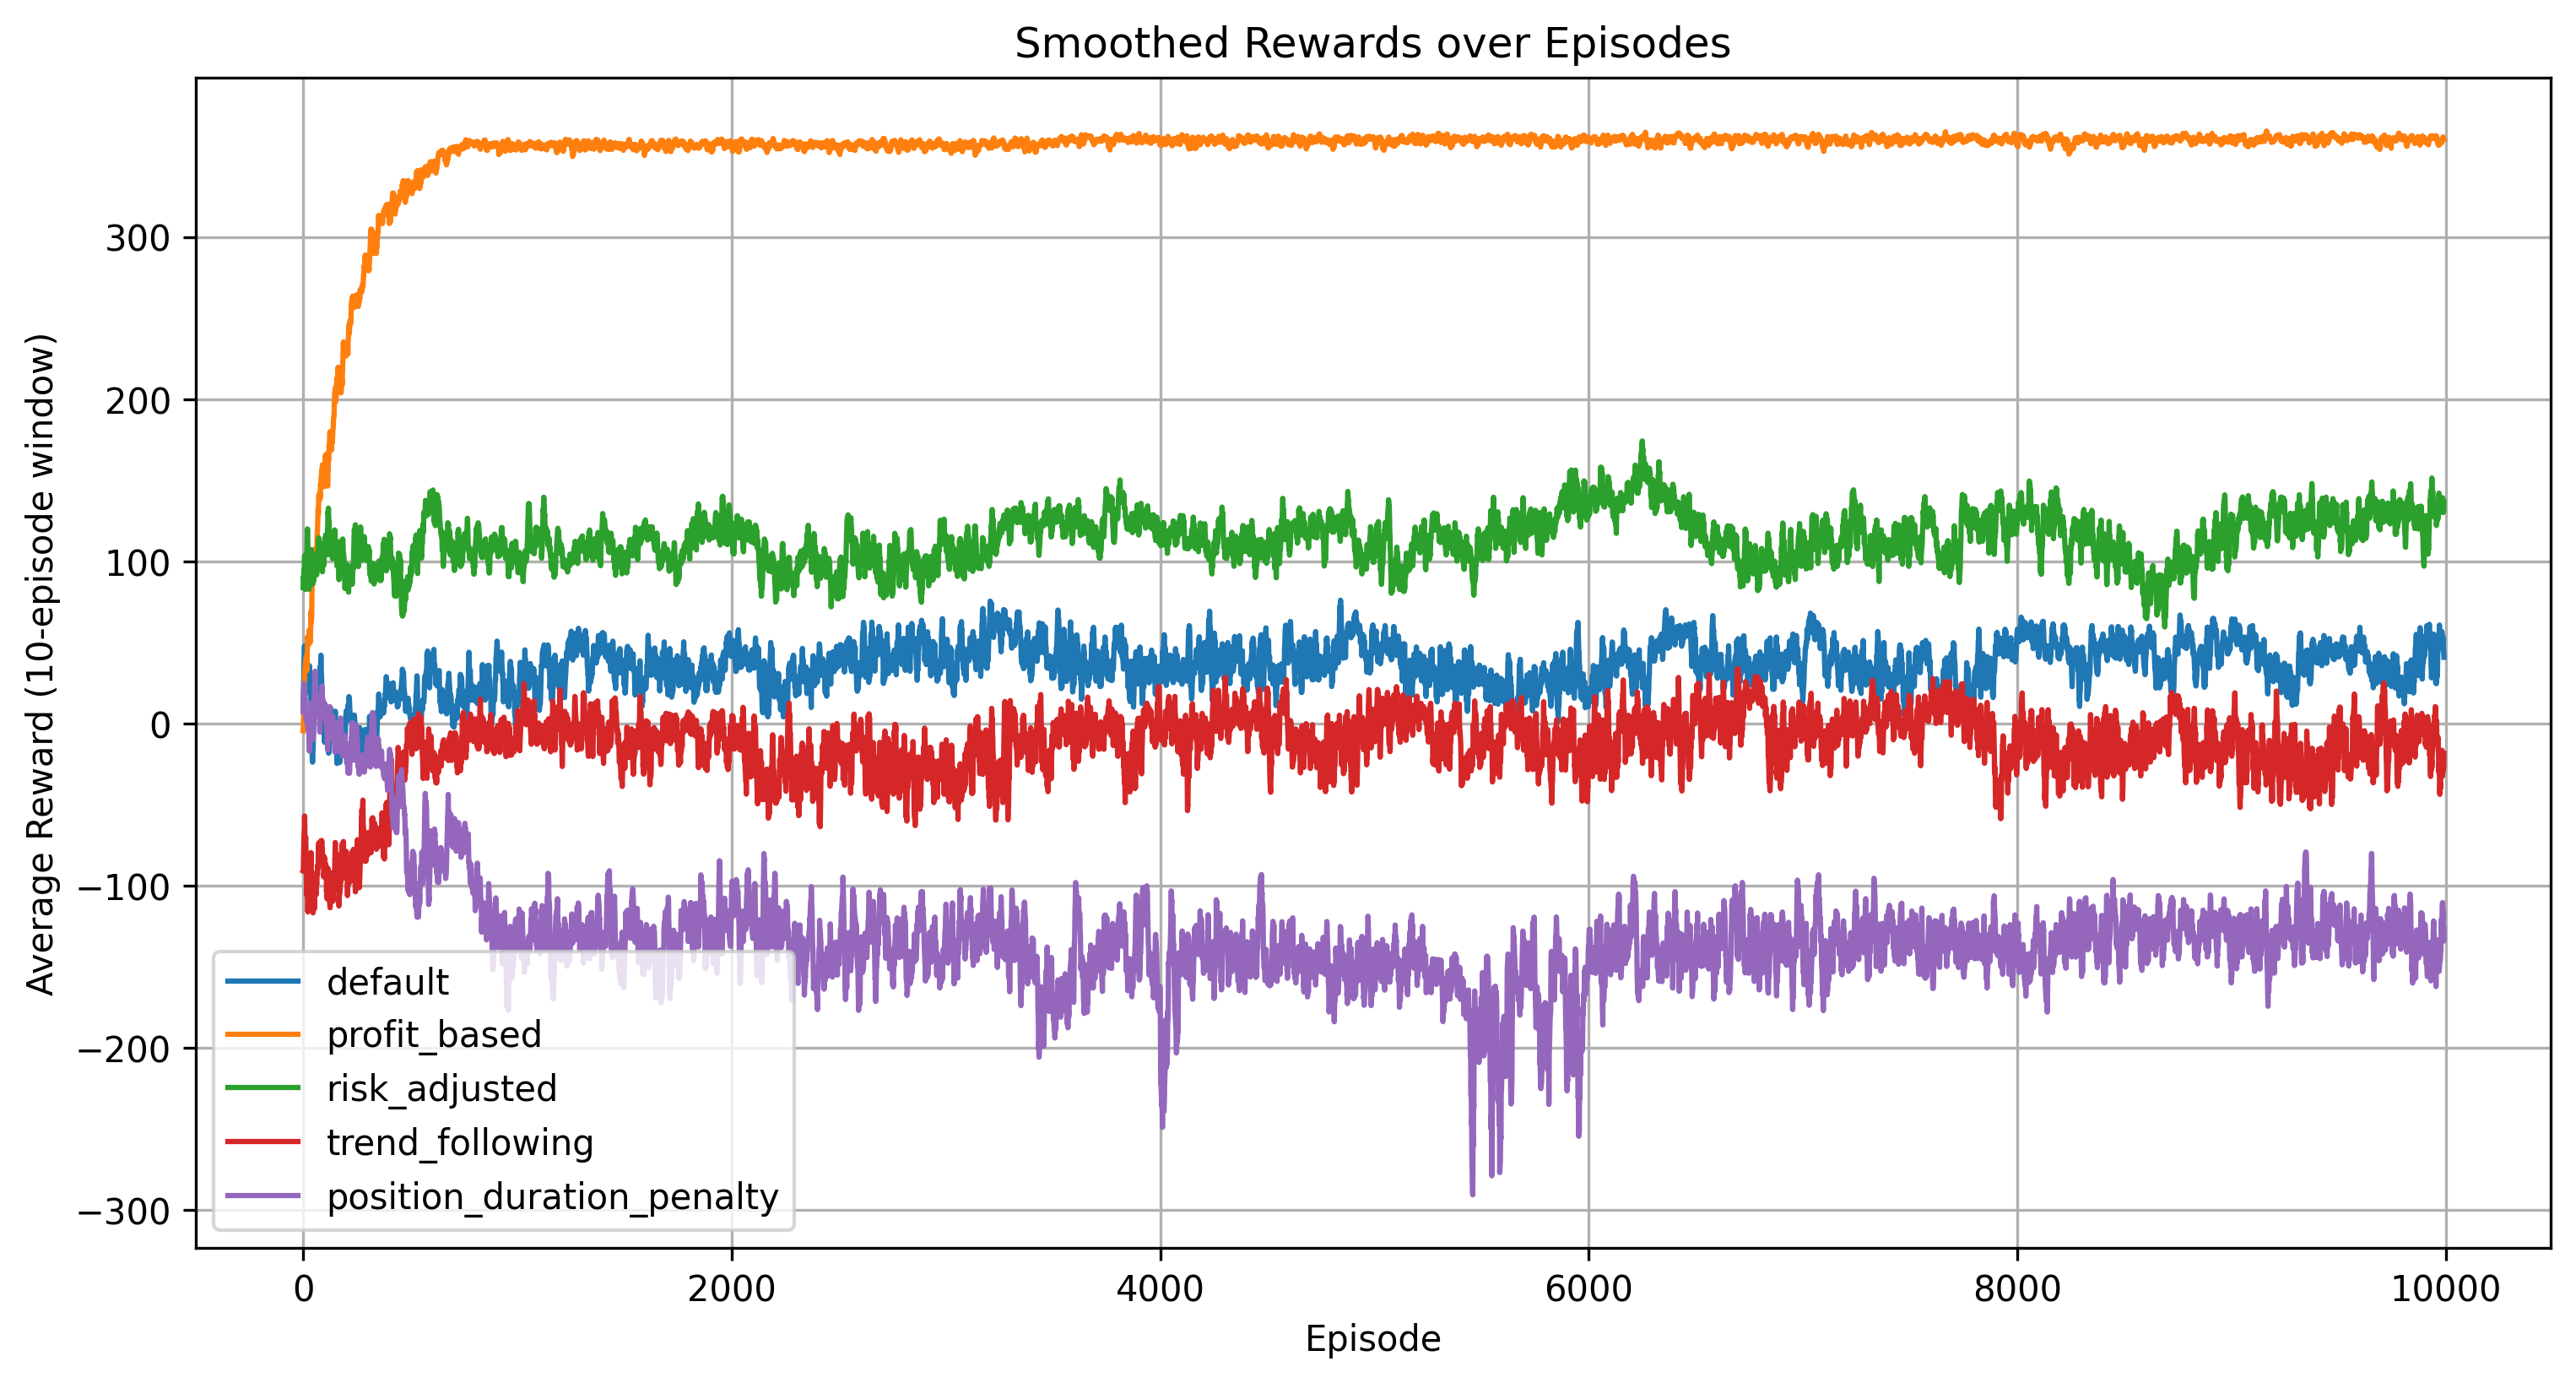 Smoothed Rewards over Episodes
Average Reward (10-episode window)
300
200
100
0
−100
−200
−300
default
profit_based
risk_adjusted
trend_following
position_duration_penalty
0
2000
4000
6000
8000
10000
Episode